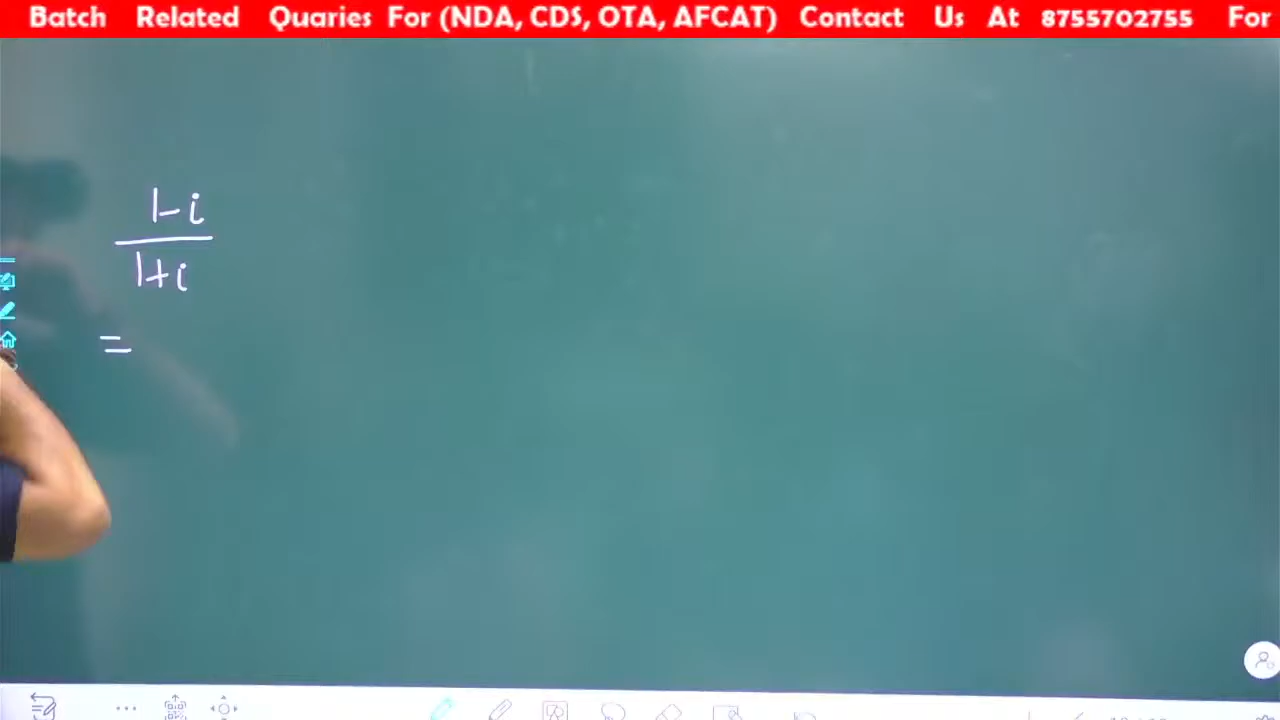 Batch Related Quaries For (NDA, CDS, OTA, AFCAT) Contact Us At 8755702755 For
1-i
1+i
=